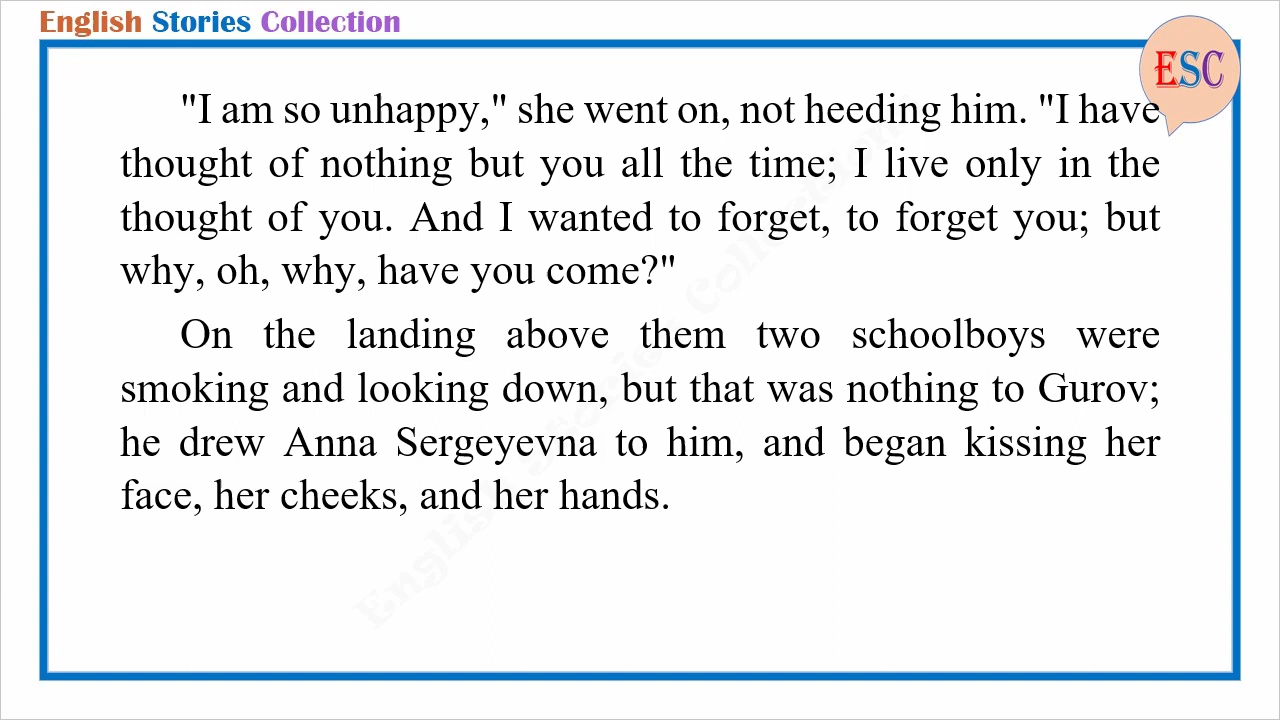 English Stories Collection
ESC
"I am so unhappy," she went on, not heeding him. "I have
thought of nothing but you all the time; I live only in the
thought of you. And I wanted to forget, to forget you; but
why, oh, why, have you come?"
On the landing above them two schoolboys were
smoking and looking down, but that was nothing to Gurov;
he drew Anna Sergeyevna to him, and began kissing her
face, her cheeks, and her hands.
English Stories Collection